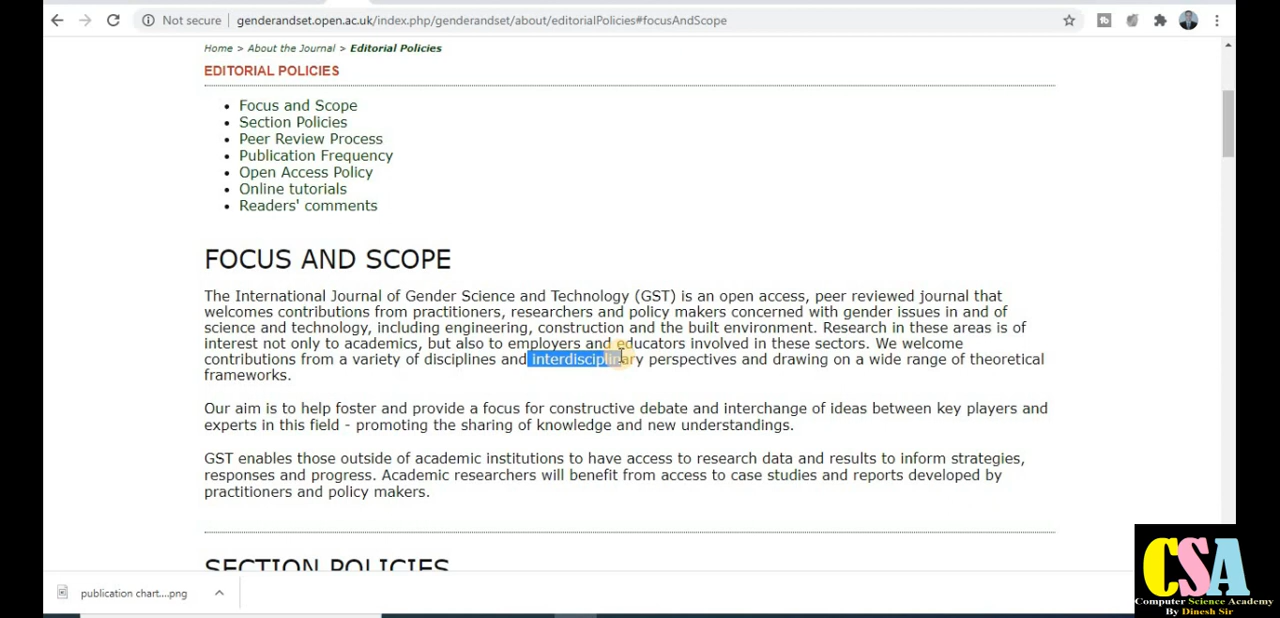 Not secure
genderandset.open.ac.uk/index.php/genderandset/about/editorialPolicies#focusAndScope
Home > About the Journal > Editorial Policies
EDITORIAL POLICIES
Focus and Scope
Section Policies
Peer Review Process
Publication Frequency
Open Access Policy
Online tutorials
Readers' comments
FOCUS AND SCOPE
The International Journal of Gender Science and Technology (GST) is an open access, peer reviewed journal that
welcomes contributions from practitioners, researchers and policy makers concerned with gender issues in and of
science and technology, including engineering, construction and the built environment. Research in these areas is of
interest not only to academics, but also to employers and educators involved in these sectors. We welcome
contributions from a variety of disciplines and interdisciplinary perspectives and drawing on a wide range of theoretical
frameworks.
Our aim is to help foster and provide a focus for constructive debate and interchange of ideas between key players and
experts in this field - promoting the sharing of knowledge and new understandings.
GST enables those outside of academic institutions to have access to research data and results to inform strategies,
responses and progress. Academic researchers will benefit from access to case studies and reports developed by
practitioners and policy makers.
SECTION POLICIES
publication chart....png
CSA
Computer Science Academy
By Dinesh Sir